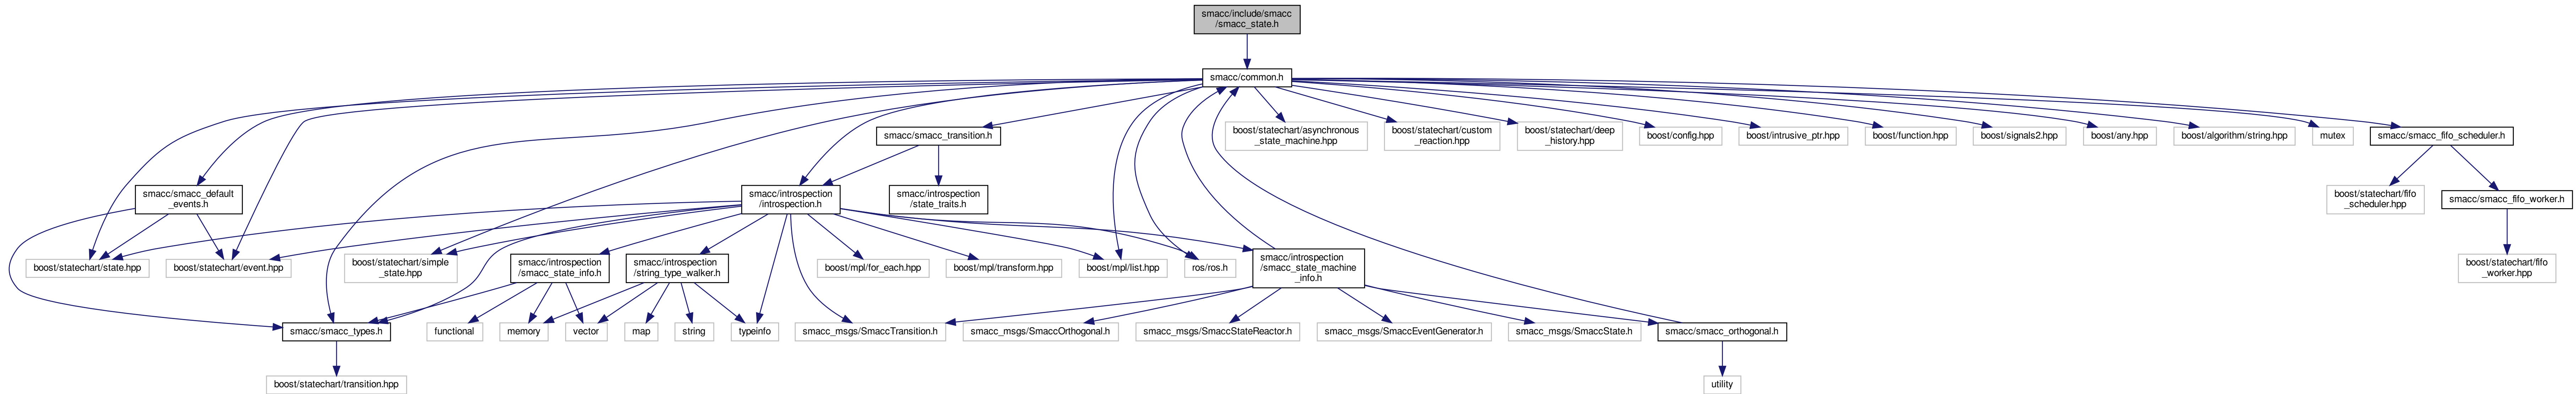 smacc/include/smacc
/smacc_state.h
smacc/common.h
smacc/smacc_transition.h
boost/statechart/asynchronous
_state_machine.hpp
boost/statechart/custom
_reaction.hpp
boost/statechart/deep
_history.hpp
boost/config.hpp
boost/intrusive_ptr.hpp
boost/function.hpp
boost/signals2.hpp
boost/any.hpp
boost/algorithm/string.hpp
mutex
smacc/smacc_fifo_scheduler.h
smacc/smacc_default
_events.h
smacc/introspection
/introspection.h
smacc/introspection
/state_traits.h
boost/statechart/fifo
_scheduler.hpp
smacc/smacc_fifo_worker.h
boost/statechart/state.hpp
boost/statechart/event.hpp
boost/statechart/simple
_state.hpp
smacc/introspection
/smacc_state_info.h
smacc/introspection
/string_type_walker.h
boost/mpl/for_each.hpp
boost/mpl/transform.hpp
boost/mpl/list.hpp
ros/ros.h
smacc/introspection
/smacc_state_machine
_info.h
boost/statechart/fifo
_worker.hpp
smacc/smacc_types.h
functional
memory
vector
map
string
typeinfo
smacc_msgs/SmaccTransition.h
smacc_msgs/SmaccOrthogonal.h
smacc_msgs/SmaccStateReactor.h
smacc_msgs/SmaccEventGenerator.h
smacc_msgs/SmaccState.h
smacc/smacc_orthogonal.h
boost/statechart/transition.hpp
utility